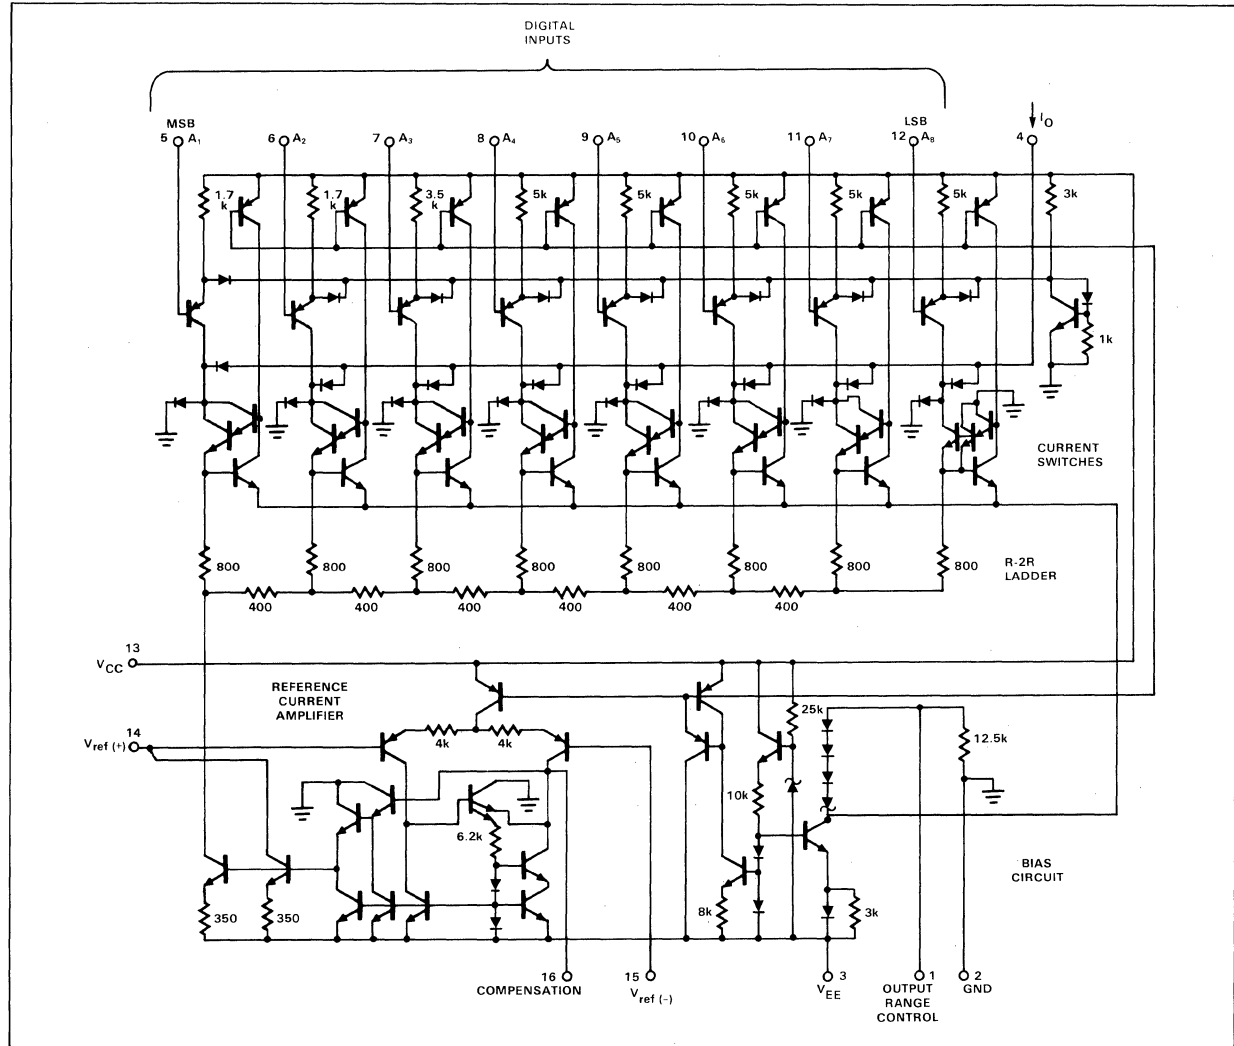 DIGITAL
INPUTS
MSB
5 A1
6 A2
7 A3
8 A4
9 A5
10 A6
11 A7
LSB
12 A8
4
IO
1.7
k
1.7
k
3.5
k
5k
5k
5k
5k
5k
3k
1k
CURRENT
SWITCHES
800
800
800
800
800
800
800
800
R-2R
LADDER
400
400
400
400
400
400
13
VCC
REFERENCE
CURRENT
AMPLIFIER
14
Vref (+)
4k
4k
25k
12.5k
10k
6.2k
BIAS
CIRCUIT
350
350
8k
3k
16
COMPENSATION
15
Vref (–)
3
VEE
1
OUTPUT
RANGE
CONTROL
2
GND